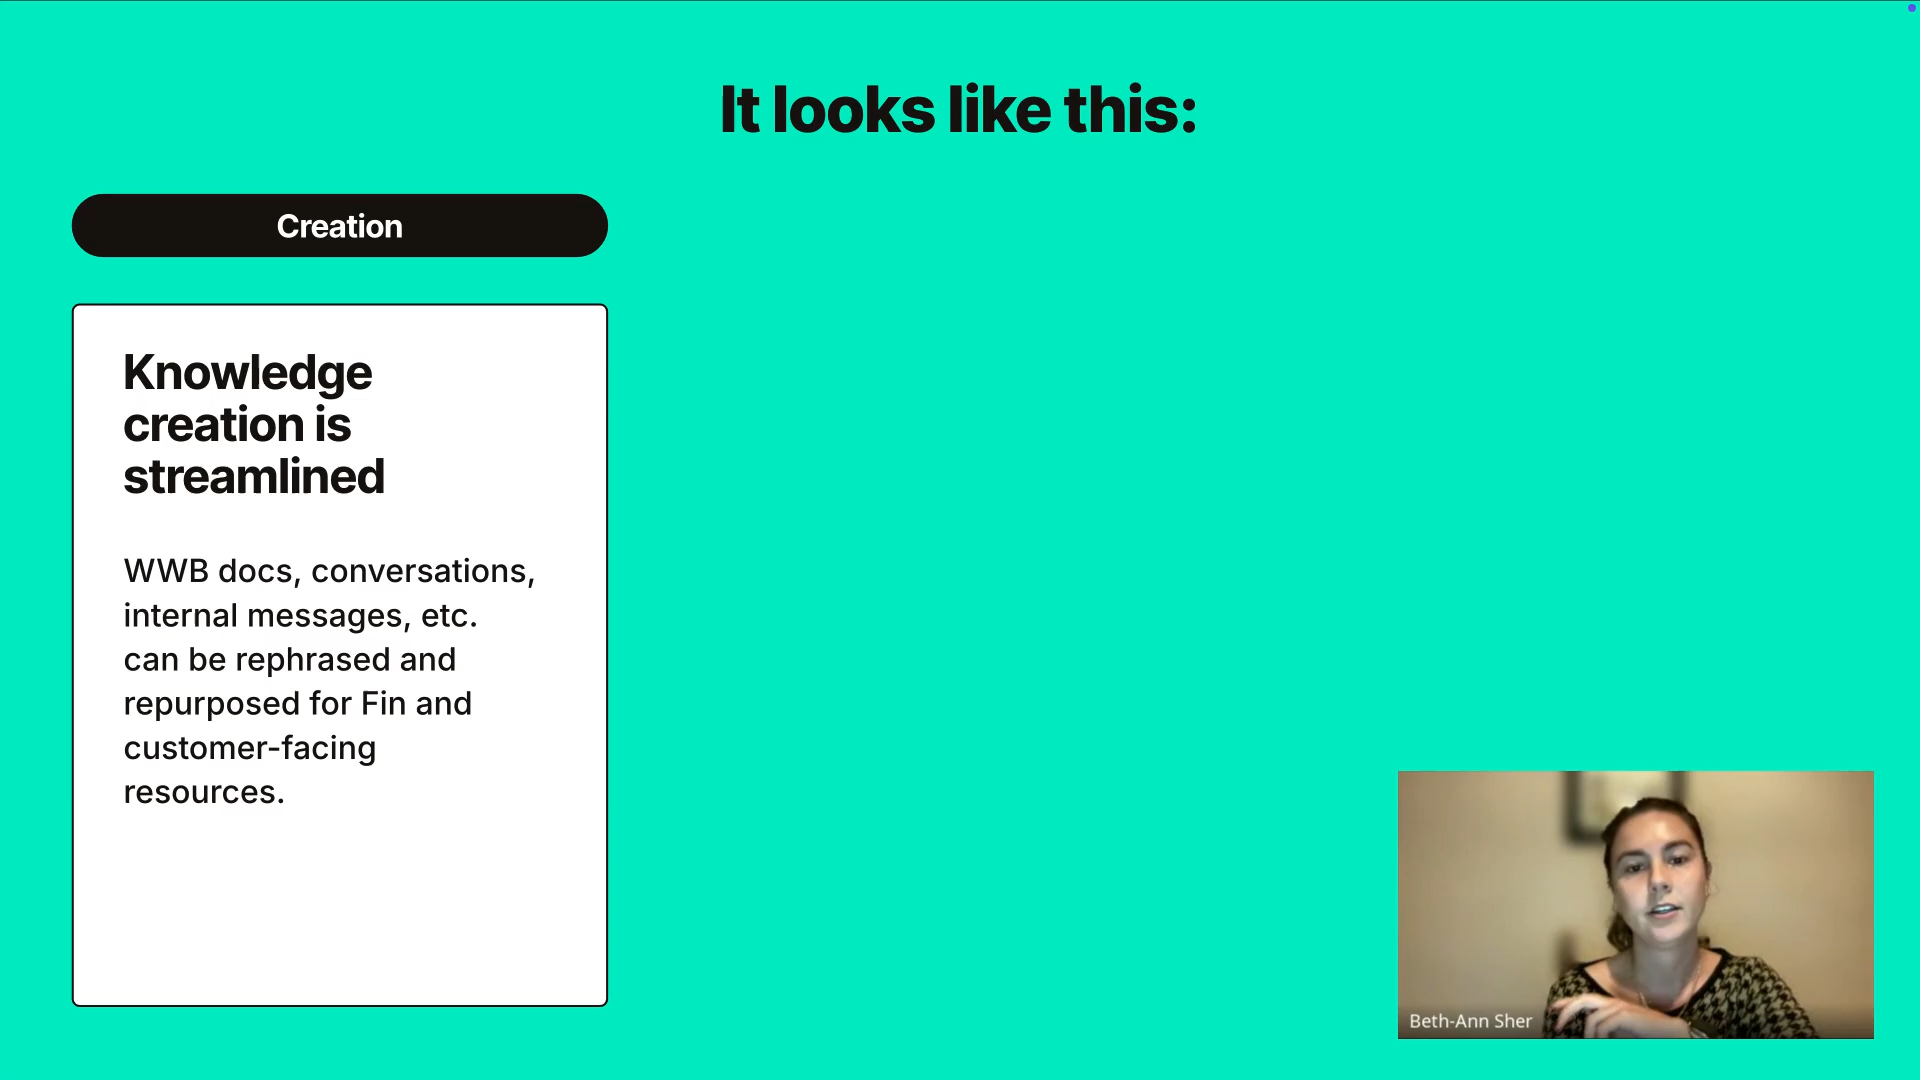 It looks like this:
Creation
Knowledge
creation is
streamlined
WWB docs, conversations,
internal messages, etc.
can be rephrased and
repurposed for Fin and
customer-facing
resources.
Beth-Ann Sher